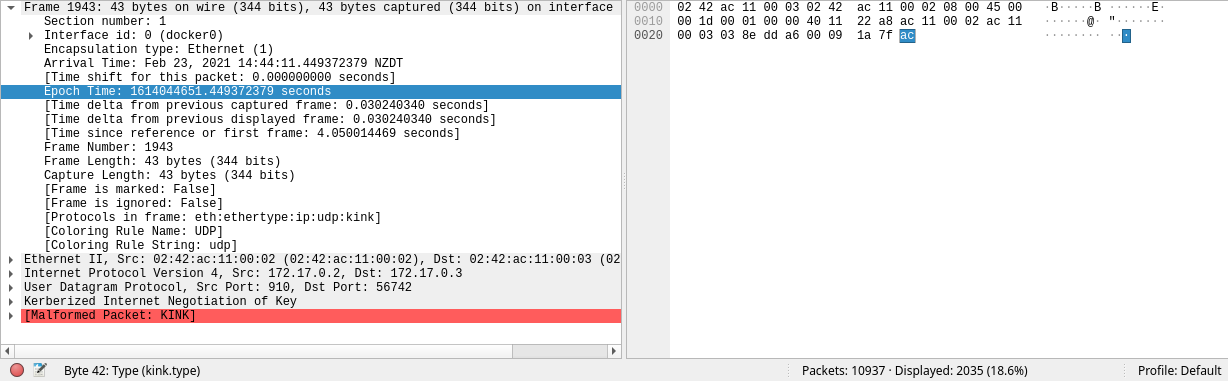 Frame 1943: 43 bytes on wire (344 bits), 43 bytes captured (344 bits) on interface
Section number: 1
Interface id: 0 (docker0)
Encapsulation type: Ethernet (1)
Arrival Time: Feb 23, 2021 14:44:11.449372379 NZDT
[Time shift for this packet: 0.000000000 seconds]
Epoch Time: 1614044651.449372379 seconds
[Time delta from previous captured frame: 0.030240340 seconds]
[Time delta from previous displayed frame: 0.030240340 seconds]
[Time since reference or first frame: 4.050014469 seconds]
Frame Number: 1943
Frame Length: 43 bytes (344 bits)
Capture Length: 43 bytes (344 bits)
[Frame is marked: False]
[Frame is ignored: False]
[Protocols in frame: eth:ethertype:ip:udp:kink]
[Coloring Rule Name: UDP]
[Coloring Rule String: udp]
Ethernet II, Src: 02:42:ac:11:00:02 (02:42:ac:11:00:02), Dst: 02:42:ac:11:00:03 (02
Internet Protocol Version 4, Src: 172.17.0.2, Dst: 172.17.0.3
User Datagram Protocol, Src Port: 910, Dst Port: 56742
Kerberized Internet Negotiation of Key
[Malformed Packet: KINK]
0000 02 42 ac 11 00 03 02 42 ac 11 00 02 08 00 45 00 ·B·····B ······E·
0010 00 1d 00 01 00 00 40 11 22 a8 ac 11 00 02 ac 11 ······@· "·······
0020 00 03 03 8e dd a6 00 09 1a 7f ac ········ ···
Byte 42: Type (kink.type)
Packets: 10937 · Displayed: 2035 (18.6%)
Profile: Default